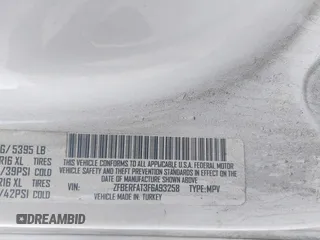 G/5395 LB
R16 XL TIRES
/39PSI COLD
R16 XL TIRES
/42PSI COLD
THIS VEHICLE CONFORMS TO ALL APPLICABLE U.S.A. FEDERAL MOTOR
VEHICLE SAFETY AND THEFT PREVENTION STANDARDS IN EFFECT
ON THE DATE OF MANUFACTURE SHOWN ABOVE.
VIN: ZFBERFAT3F6A93258 TYPE:MPV
VEHICLE MADE IN: TURKEY
DREAMBID